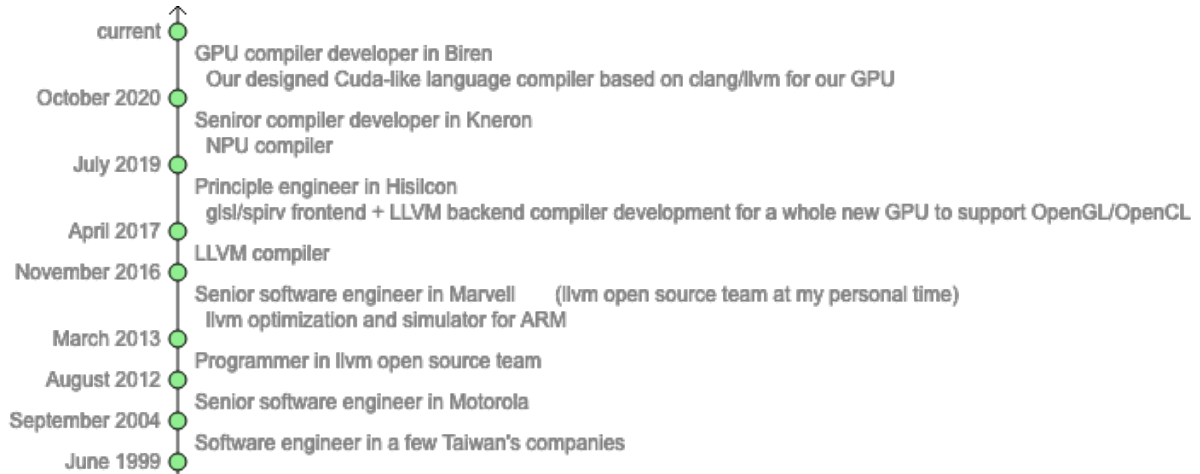 current
GPU compiler developer in Biren
Our designed Cuda-like language compiler based on clang/llvm for our GPU
October 2020
Seniror compiler developer in Kneron
NPU compiler
July 2019
Principle engineer in Hisilcon
glsl/spirv frontend + LLVM backend compiler development for a whole new GPU to support OpenGL/OpenCL
April 2017
LLVM compiler
November 2016
Senior software engineer in Marvell (llvm open source team at my personal time)
llvm optimization and simulator for ARM
March 2013
Programmer in llvm open source team
August 2012
Senior software engineer in Motorola
September 2004
Software engineer in a few Taiwan's companies
June 1999